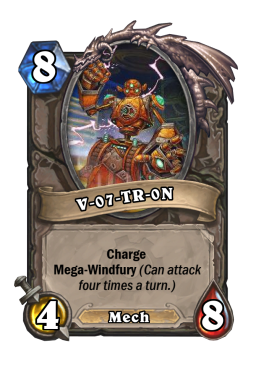 8
V-07-TR-0N
Charge
Mega-Windfury (Can attack
four times a turn.)
4
Mech
8